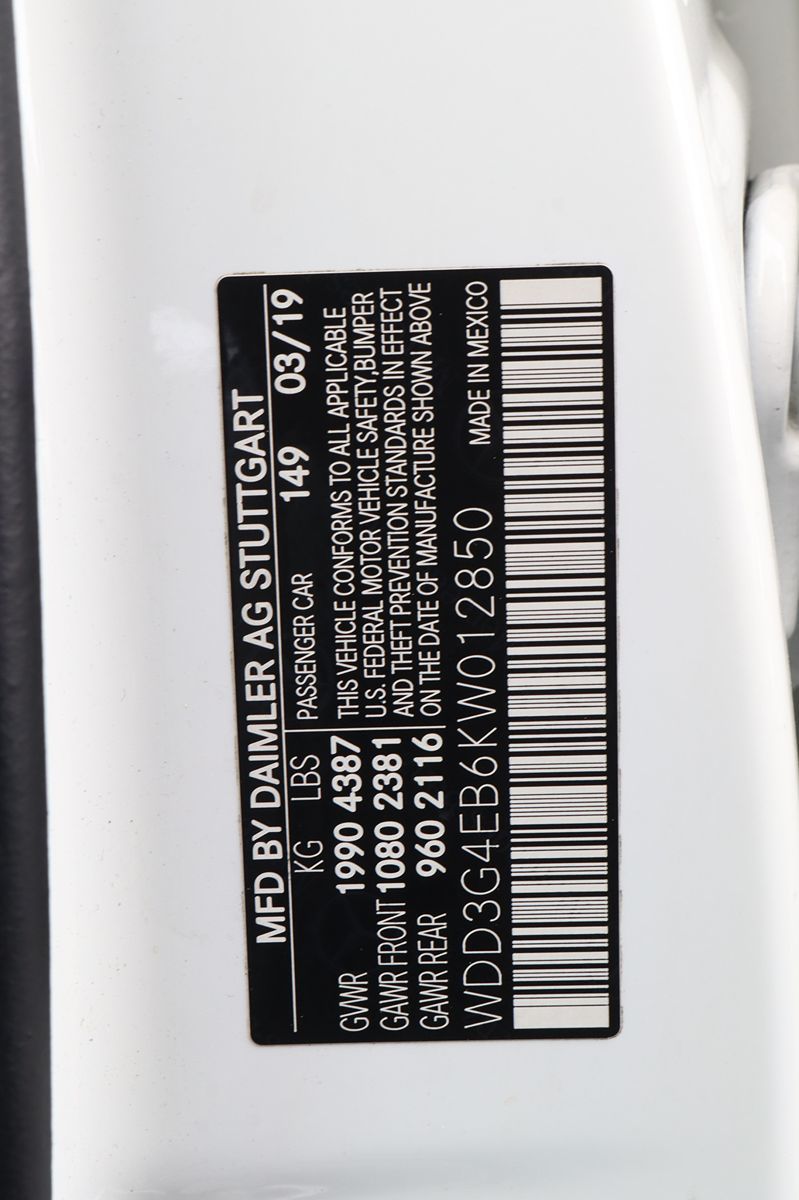 MFD BY DAIMLER AG STUTTGART
KG LBS PASSENGER CAR 149 03/19
GVWR 1990 4387 THIS VEHICLE CONFORMS TO ALL APPLICABLE
GAWR FRONT 1080 2381 U.S. FEDERAL MOTOR VEHICLE SAFETY,BUMPER
GAWR REAR 960 2116 AND THEFT PREVENTION STANDARDS IN EFFECT
ON THE DATE OF MANUFACTURE SHOWN ABOVE
WDD3G4EB6KW012850 MADE IN MEXICO